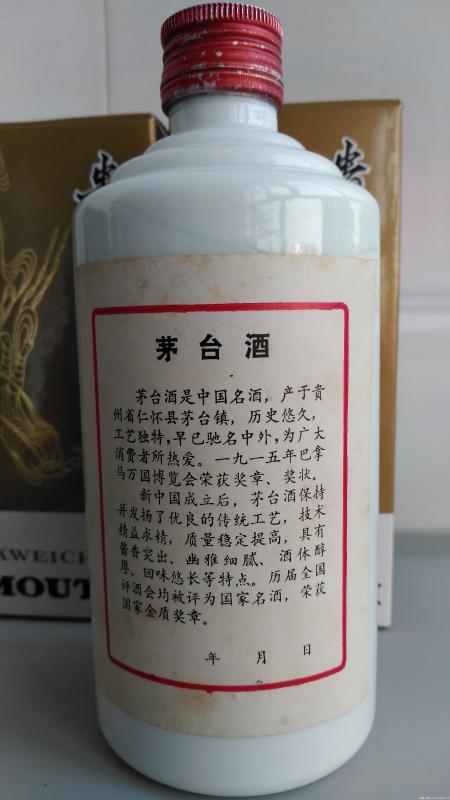 茅台酒
茅台酒是中国名酒，产于贵
州省仁怀县茅台镇，历史悠久，
工艺独特，早已驰名中外，为广大
消费者所热爱。一九一五年巴拿
马万国博览会荣获奖章、奖状。
新中国成立后，茅台酒保持
并发扬了优良的传统工艺，技术
精益求精，质量稳定提高，具有
酱香突出、幽雅细腻、酒体醇
厚、回味悠长等特点。历届全国
评酒会均被评为国家名酒，荣获
国家金质奖章。
年 月 日
KWEICH
MOUT
贵